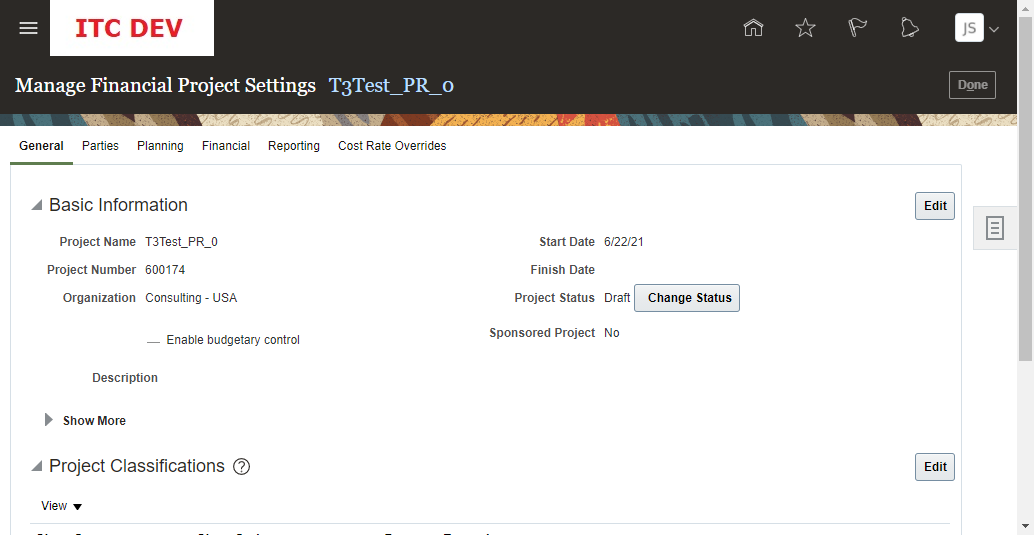 ITC DEV
JS
Manage Financial Project Settings T3Test_PR_0
Done
General Parties Planning Financial Reporting Cost Rate Overrides
Basic Information
Edit
Project Name T3Test_PR_0
Start Date 6/22/21
Project Number 600174
Finish Date
Organization Consulting - USA
Project Status Draft Change Status
Sponsored Project No
Enable budgetary control
Description
Show More
Project Classifications ?
Edit
View